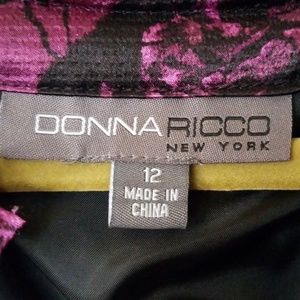 DONNA RICCO
NEW YORK
12
MADE IN
CHINA